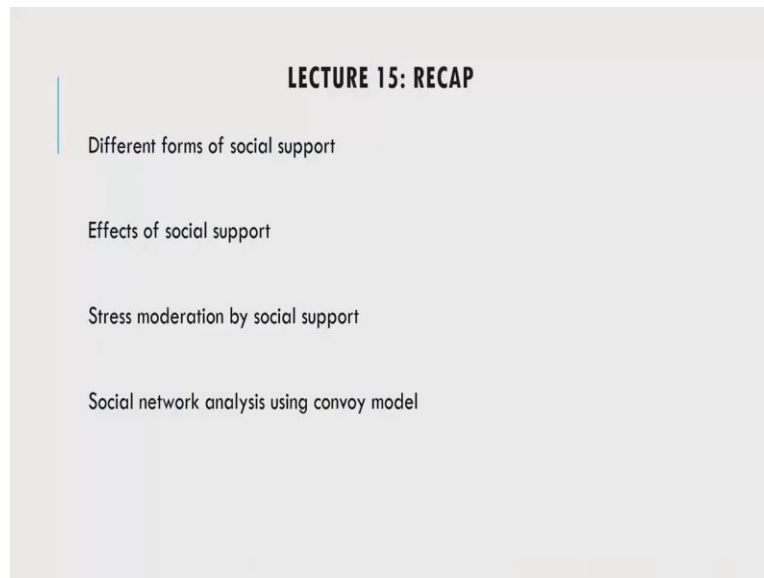 LECTURE 15: RECAP
Different forms of social support
Effects of social support
Stress moderation by social support
Social network analysis using convoy model